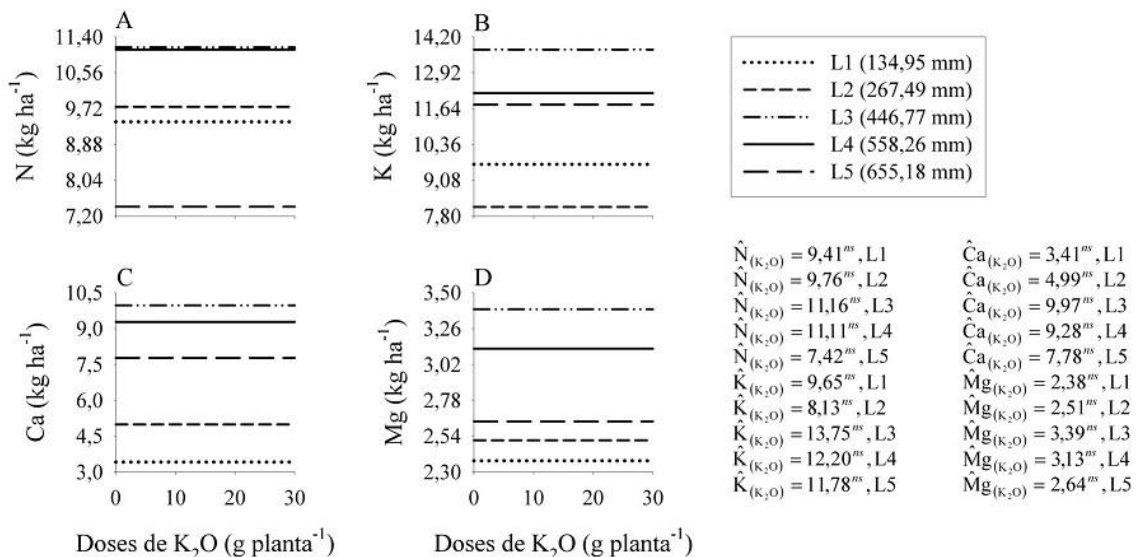 A
11,40
10,56
9,72
8,88
8,04
7,20
N (kg ha⁻¹)
0 10 20 30
B
14,20
12,92
11,64
10,36
9,08
7,80
K (kg ha⁻¹)
0 10 20 30
L1 (134,95 mm)
L2 (267,49 mm)
L3 (446,77 mm)
L4 (558,26 mm)
L5 (655,18 mm)
C
10,5
9,0
7,5
6,0
4,5
3,0
Ca (kg ha⁻¹)
0 10 20 30
Doses de K₂O (g planta⁻¹)
D
3,50
3,26
3,02
2,78
2,54
2,30
Mg (kg ha⁻¹)
0 10 20 30
Doses de K₂O (g planta⁻¹)
N̂(K₂O) = 9,41ⁿˢ, L1
N̂(K₂O) = 9,76ⁿˢ, L2
N̂(K₂O) = 11,16ⁿˢ, L3
N̂(K₂O) = 11,11ⁿˢ, L4
N̂(K₂O) = 7,42ⁿˢ, L5
K̂(K₂O) = 9,65ⁿˢ, L1
K̂(K₂O) = 8,13ⁿˢ, L2
K̂(K₂O) = 13,75ⁿˢ, L3
K̂(K₂O) = 12,20ⁿˢ, L4
K̂(K₂O) = 11,78ⁿˢ, L5
Ĉa(K₂O) = 3,41ⁿˢ, L1
Ĉa(K₂O) = 4,99ⁿˢ, L2
Ĉa(K₂O) = 9,97ⁿˢ, L3
Ĉa(K₂O) = 9,28ⁿˢ, L4
Ĉa(K₂O) = 7,78ⁿˢ, L5
M̂g(K₂O) = 2,38ⁿˢ, L1
M̂g(K₂O) = 2,51ⁿˢ, L2
M̂g(K₂O) = 3,39ⁿˢ, L3
M̂g(K₂O) = 3,13ⁿˢ, L4
M̂g(K₂O) = 2,64ⁿˢ, L5